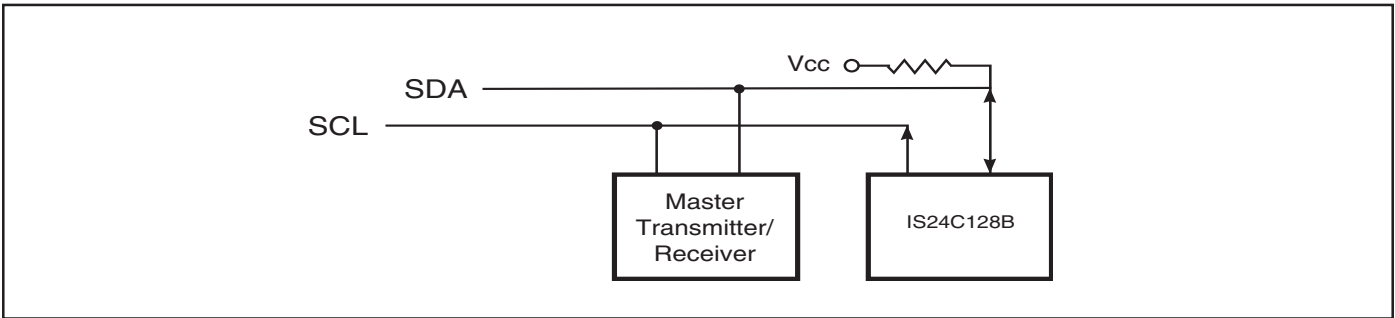 Vcc
SDA
SCL
Master
Transmitter/
Receiver
IS24C128B